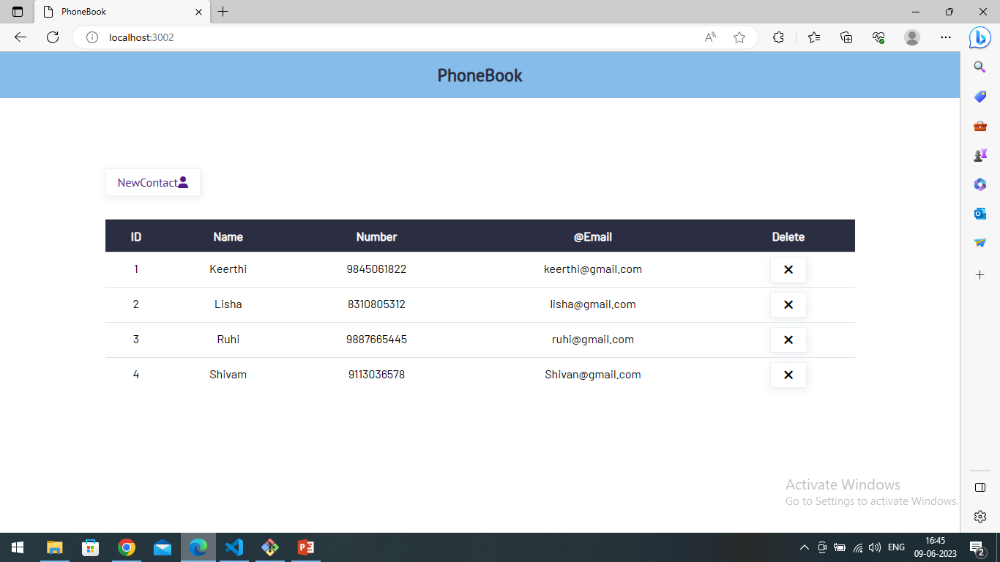 PhoneBook
localhost:3002
PhoneBook
NewContact
ID Name Number @Email Delete
1 Keerthi 9845061822 keerthi@gmail.com
2 Lisha 8310805312 lisha@gmail.com
3 Ruhi 9887665445 ruhi@gmail.com
4 Shivam 9113036578 Shivan@gmail.com
Activate Windows
Go to Settings to activate Windows.
ENG
16:45
09-06-2023
2